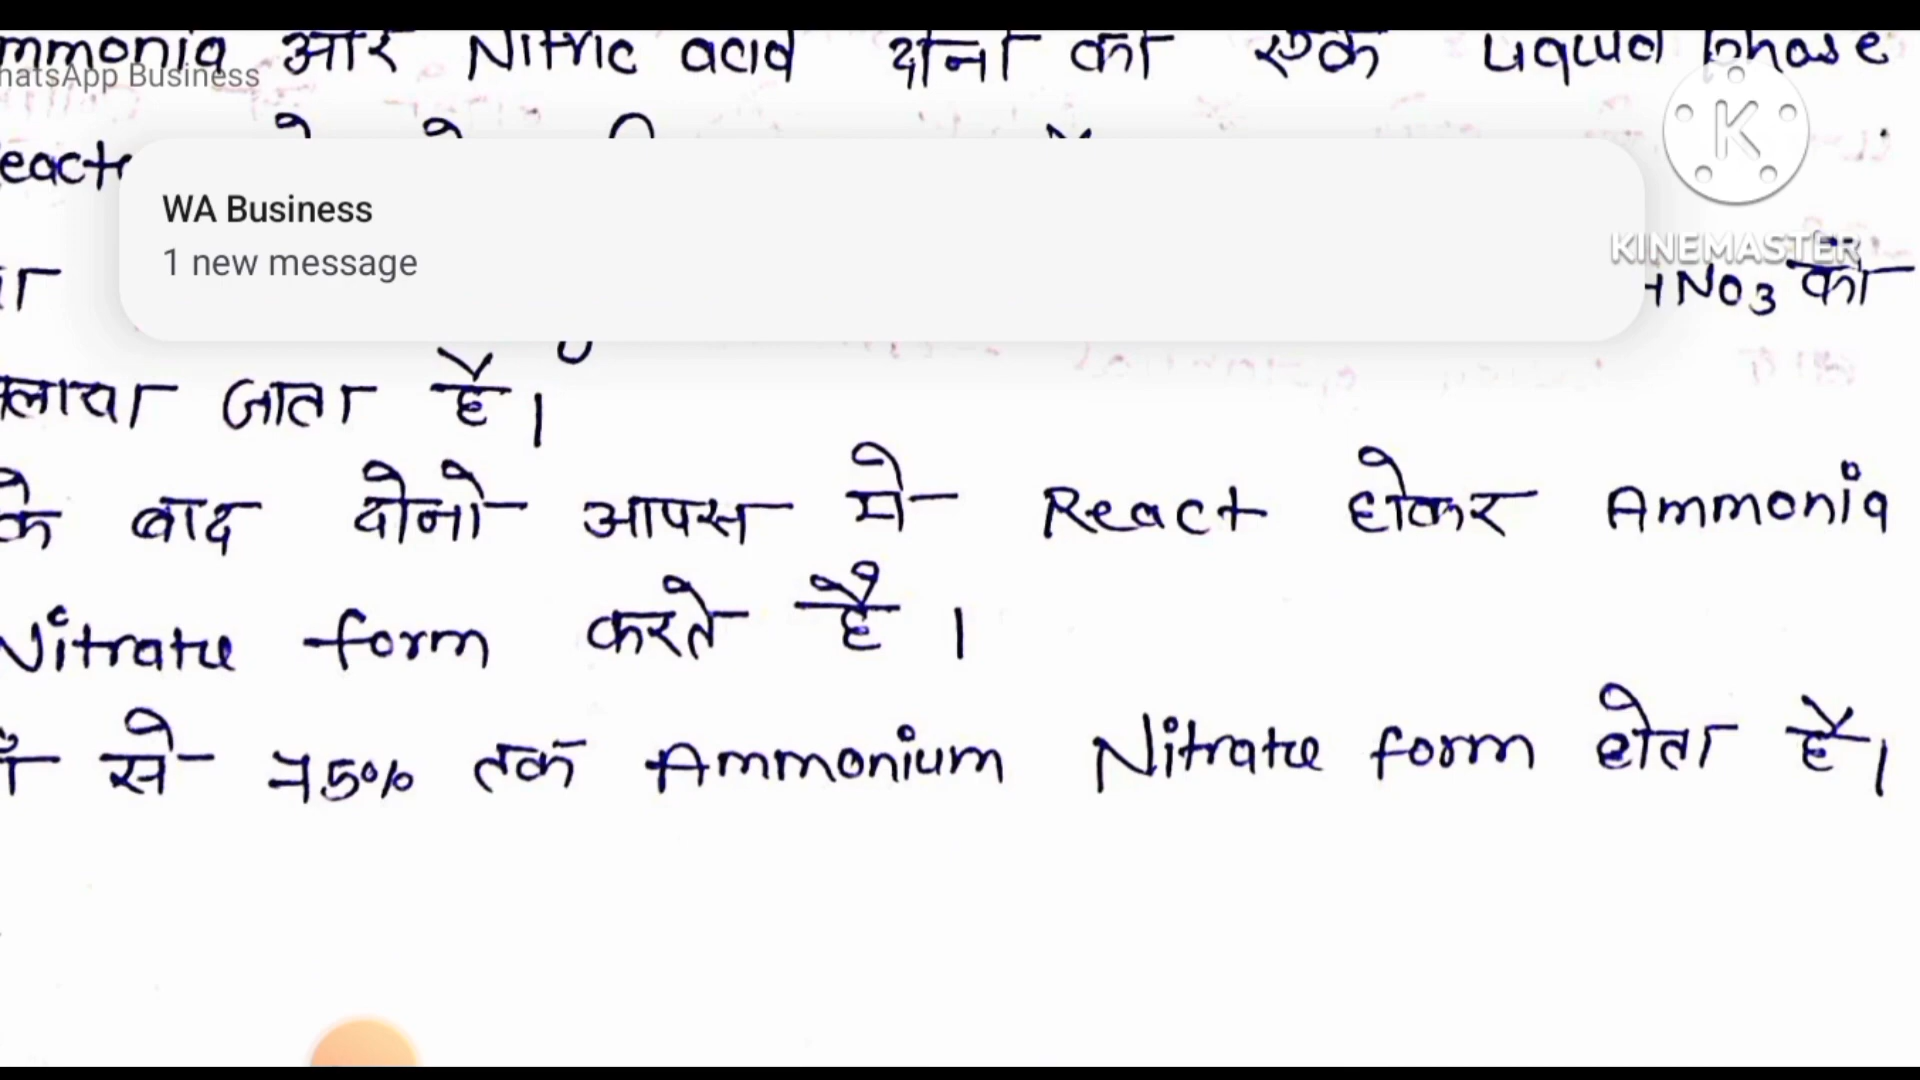 mmonia और Nitric acid दोनो को एक Liquid Phase
hatsApp Business
eact
WA Business
1 new message
KINEMASTER
HNO3 को
जाता है।
के बाद दोनो आपस मे React होकर Ammonia
Nitrate form करते है।
से 75% तक Ammonium Nitrate form होता है।